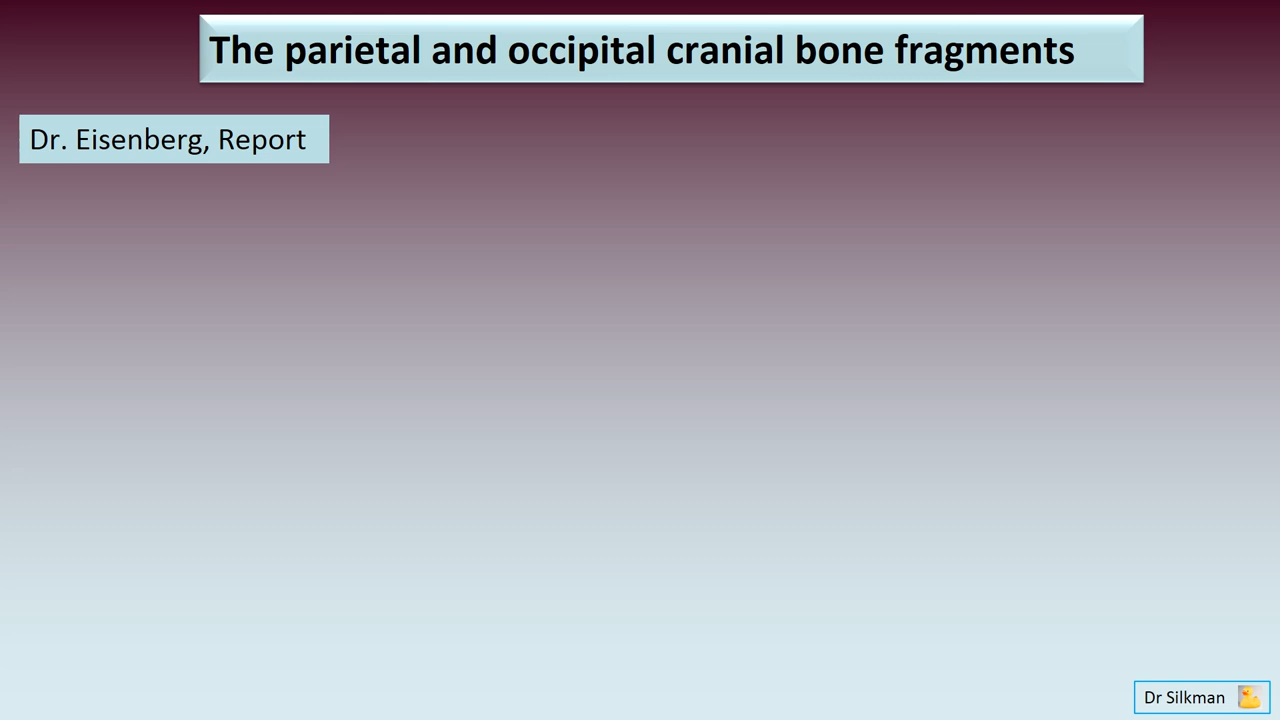 The parietal and occipital cranial bone fragments
Dr. Eisenberg, Report
Dr Silkman